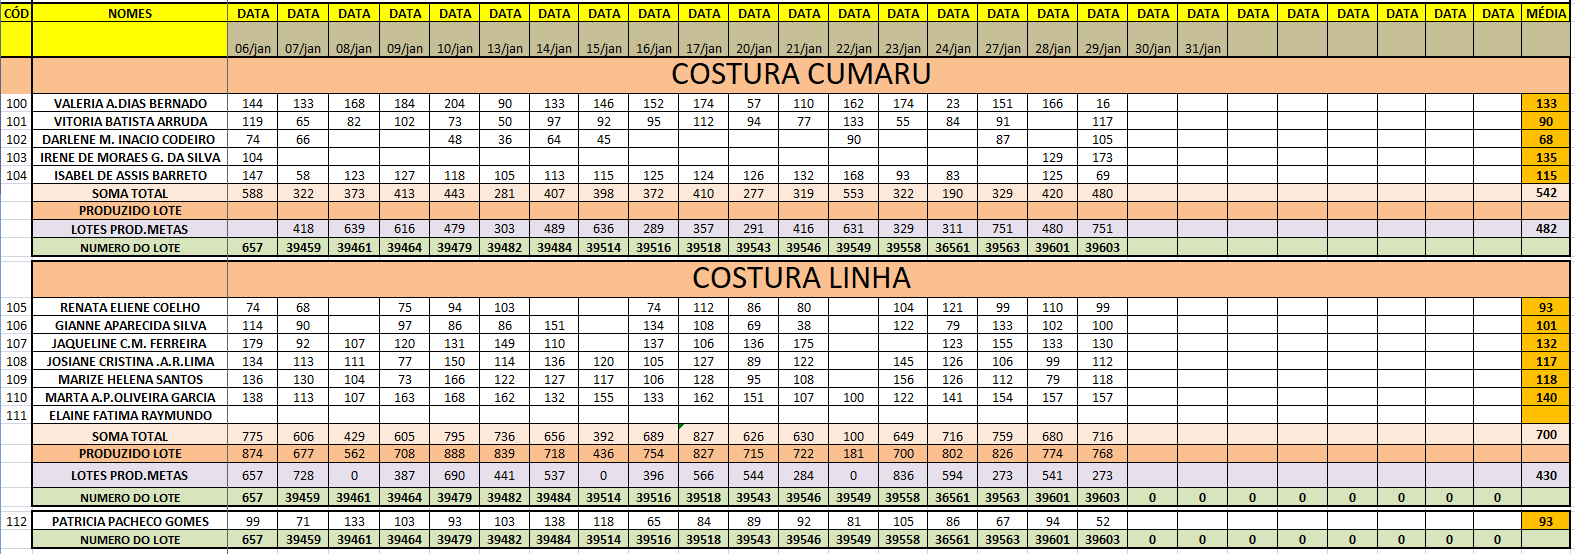 CÓD NOMES DATA DATA DATA DATA DATA DATA DATA DATA DATA DATA DATA DATA DATA DATA DATA DATA DATA DATA DATA DATA DATA DATA DATA DATA DATA DATA MÉDIA
06/jan 07/jan 08/jan 09/jan 10/jan 13/jan 14/jan 15/jan 16/jan 17/jan 20/jan 21/jan 22/jan 23/jan 24/jan 27/jan 28/jan 29/jan 30/jan 31/jan
COSTURA CUMARU
100 VALERIA A.DIAS BERNADO 144 133 168 184 204 90 133 146 152 174 57 110 162 174 23 151 166 16 133
101 VITORIA BATISTA ARRUDA 119 65 82 102 73 50 97 92 95 112 94 77 133 55 84 91 117 90
102 DARLENE M. INACIO CODEIRO 74 66 48 36 64 45 90 87 105 68
103 IRENE DE MORAES G. DA SILVA 104 129 173 135
104 ISABEL DE ASSIS BARRETO 147 58 123 127 118 105 113 115 125 124 126 132 168 93 83 125 69 115
SOMA TOTAL 588 322 373 413 443 281 407 398 372 410 277 319 553 322 190 329 420 480 542
PRODUZIDO LOTE
LOTES PROD.METAS 418 639 616 479 303 489 636 289 357 291 416 631 329 311 751 480 751 482
NUMERO DO LOTE 657 39459 39461 39464 39479 39482 39484 39514 39516 39518 39543 39546 39549 39558 36561 39563 39601 39603
COSTURA LINHA
105 RENATA ELIENE COELHO 74 68 75 94 103 74 112 86 80 104 121 99 110 99 93
106 GIANNE APARECIDA SILVA 114 90 97 86 86 151 134 108 69 38 122 79 133 102 100 101
107 JAQUELINE C.M. FERREIRA 179 92 107 120 131 149 110 137 106 136 175 123 155 133 130 132
108 JOSIANE CRISTINA .A.R.LIMA 134 113 111 77 150 114 136 120 105 127 89 122 145 126 106 99 112 117
109 MARIZE HELENA SANTOS 136 130 104 73 166 122 127 117 106 128 95 108 156 126 112 79 118 118
110 MARTA A.P.OLIVEIRA GARCIA 138 113 107 163 168 162 132 155 133 162 151 107 100 122 141 154 157 157 140
111 ELAINE FATIMA RAYMUNDO
SOMA TOTAL 775 606 429 605 795 736 656 392 689 827 626 630 100 649 716 759 680 716 700
PRODUZIDO LOTE 874 677 562 708 888 839 718 436 754 827 715 722 181 700 802 826 774 768
LOTES PROD.METAS 657 728 0 387 690 441 537 0 396 566 544 284 0 836 594 273 541 273 430
NUMERO DO LOTE 657 39459 39461 39464 39479 39482 39484 39514 39516 39518 39543 39546 39549 39558 36561 39563 39601 39603 0 0 0 0 0 0 0 0
112 PATRICIA PACHECO GOMES 99 71 133 103 93 103 138 118 65 84 89 92 81 105 86 67 94 52 93
NUMERO DO LOTE 657 39459 39461 39464 39479 39482 39484 39514 39516 39518 39543 39546 39549 39558 36561 39563 39601 39603 0 0 0 0 0 0 0 0